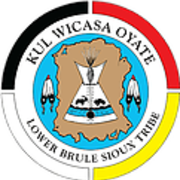 KUL WICASA OYATE
LOWER BRULE SIOUX TRIBE